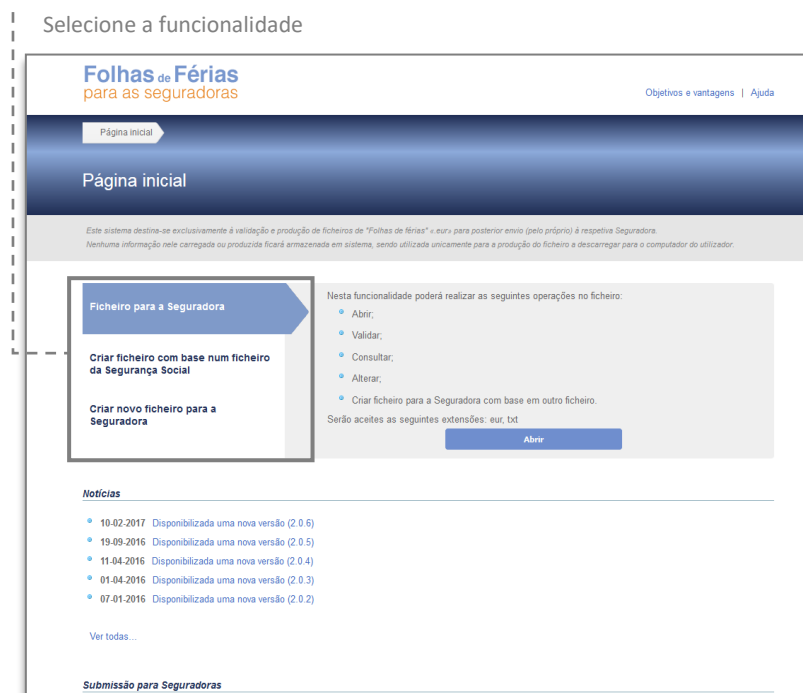 Selecione a funcionalidade
Folhas de Férias
para as seguradoras
Objetivos e vantagens | Ajuda
Página inicial
Página inicial
Este sistema destina-se exclusivamente à validação e produção de ficheiros de "Folhas de férias" «.eur» para posterior envio (pelo próprio) à respetiva Seguradora.
Nenhuma informação nele carregada ou produzida ficará armazenada em sistema, sendo utilizada unicamente para a produção do ficheiro a descarregar para o computador do utilizador.
Ficheiro para a Seguradora
Criar ficheiro com base num ficheiro
da Segurança Social
Criar novo ficheiro para a
Seguradora
Nesta funcionalidade poderá realizar as seguintes operações no ficheiro:
Abrir;
Validar;
Consultar;
Alterar;
Criar ficheiro para a Seguradora com base em outro ficheiro.
Serão aceites as seguintes extensões: eur, txt
Abrir
Notícias
10-02-2017 Disponibilizada uma nova versão (2.0.6)
19-09-2016 Disponibilizada uma nova versão (2.0.5)
11-04-2016 Disponibilizada uma nova versão (2.0.4)
01-04-2016 Disponibilizada uma nova versão (2.0.3)
07-01-2016 Disponibilizada uma nova versão (2.0.2)
Ver todas...
Submissão para Seguradoras